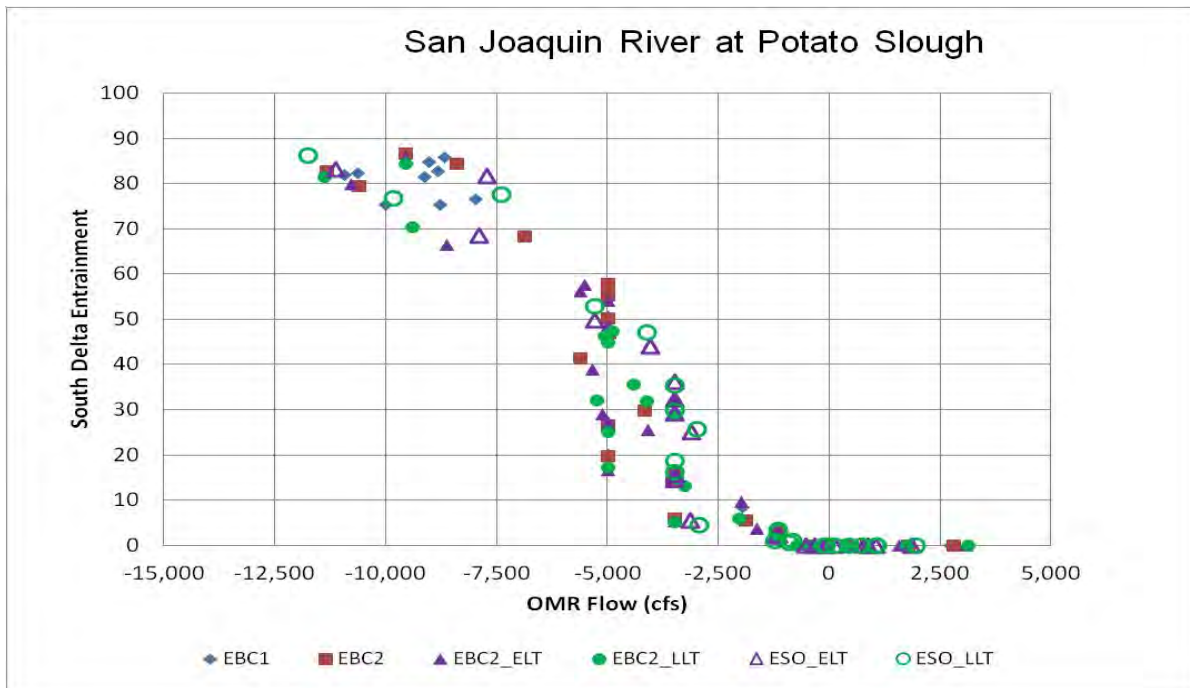 San Joaquin River at Potato Slough
South Delta Entrainment
100
90
80
70
60
50
40
30
20
10
0
-15,000 -10,000 -7,500 -5,000 -2,500 0 2,500 5,000
OMR Flow (cfs)
EBC1 EBC2 EBC2_ELT EBC2_LLT ESO_ELT ESO_LLT